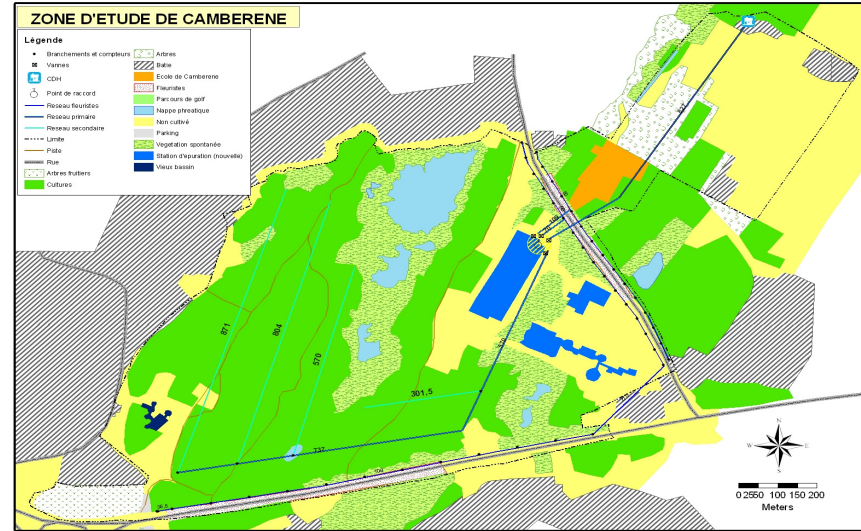 ZONE D'ETUDE DE CAMBERENE
Légende
Branchements et compteurs
Vannes
CDH
Point de raccord
Reseau fleuristes
Reseau primaire
Reseau secondaire
Limite
Piste
Rue
Arbres fruitiers
Cultures
Arbres
Batie
Ecole de Camberene
Fleuristes
Parcours de golf
Nappe phreatique
Non cultivé
Parking
Vegetation spontanée
Station d'epuration (nouvelle)
Vieux bassin
871
804
570
301,5
737
N
W
E
S
0 2550 100 150 200
Meters